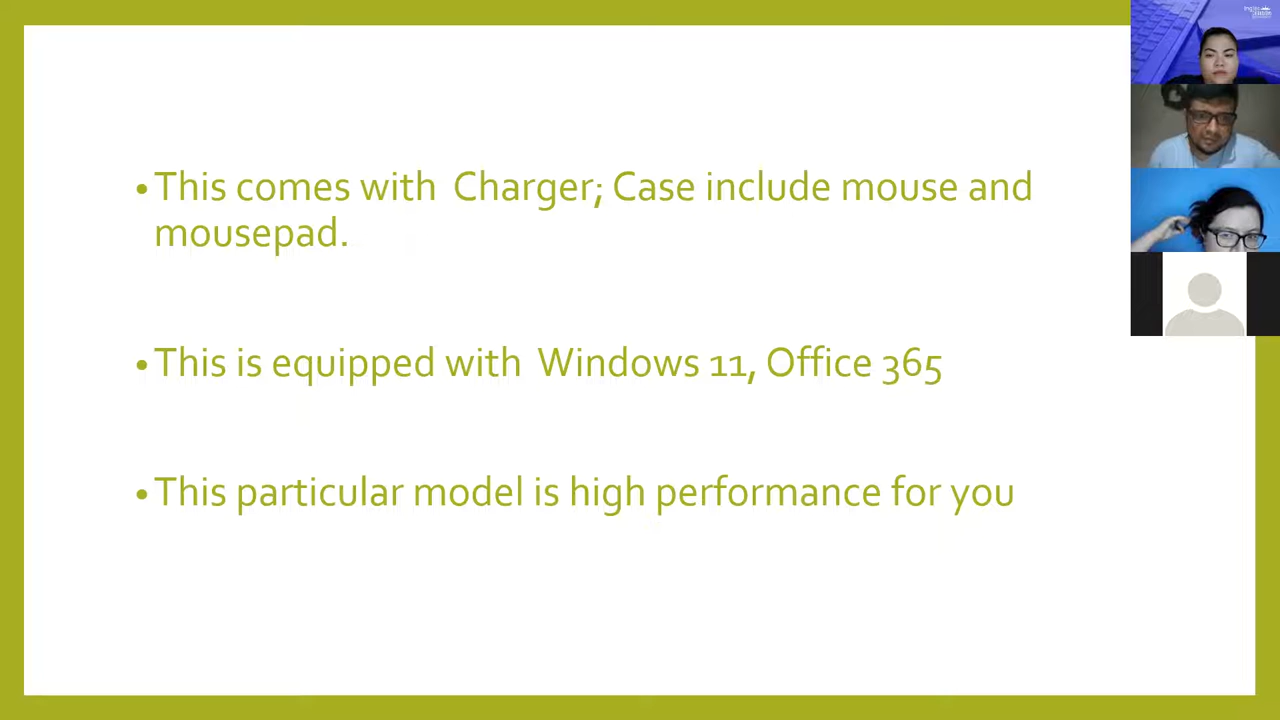 • This comes with  Charger; Case include mouse and
mousepad.
• This is equipped with  Windows 11, Office 365
• This particular model is high performance for you